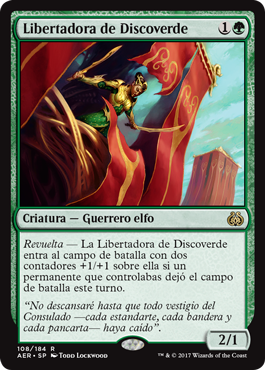 Libertadora de Discoverde 1
Criatura — Guerrero elfo
Revuelta — La Libertadora de Discoverde
entra al campo de batalla con dos
contadores +1/+1 sobre ella si un
permanente que controlabas dejó el campo
de batalla este turno.
“No descansaré hasta que todo vestigio del
Consulado —cada estandarte, cada bandera y
cada pancarta— haya caído”.
2/1
108/184 R
AER • SP Todd Lockwood
™ & © 2017 Wizards of the Coast